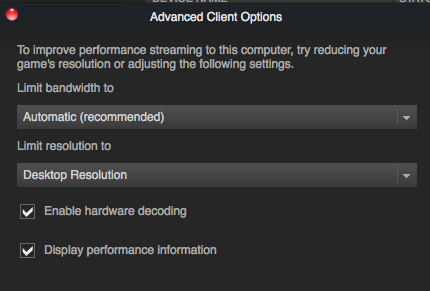 DEVICE NAME
Advanced Client Options
To improve performance streaming to this computer, try reducing your
game's resolution or adjusting the following settings.
Limit bandwidth to
Automatic (recommended)
Limit resolution to
Desktop Resolution
Enable hardware decoding
Display performance information